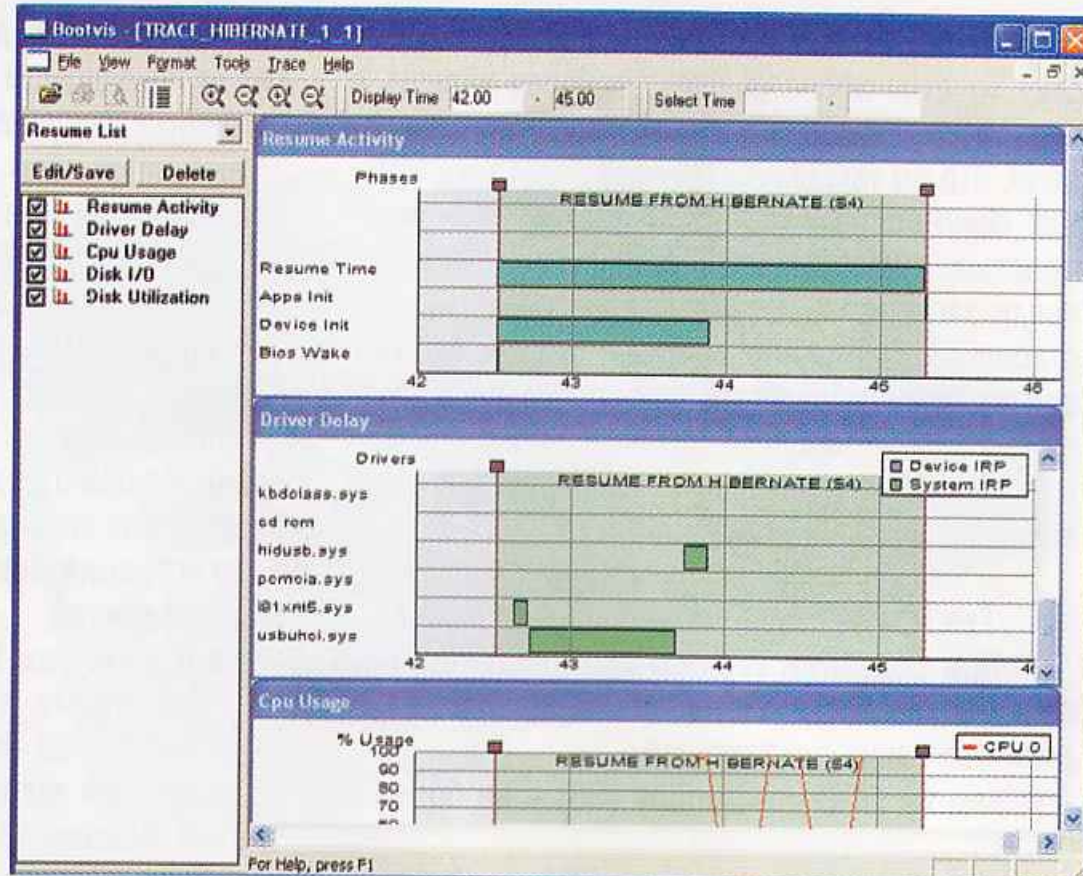 Bootvis - [TRACE_HIBERNATE_1_1]
File View Format Tools Trace Help
Display Time 42.00 - 45.00 Select Time -
Resume List
Edit/Save Delete
Resume Activity
Driver Delay
Cpu Usage
Disk I/O
Disk Utilization
Resume Activity
Phases
RESUME FROM HIBERNATE (S4)
Resume Time
Apps Init
Device Init
Bios Wake
42 43 44 45 46
Driver Delay
Drivers
RESUME FROM HIBERNATE (S4)
Device IRP
System IRP
kbdclass.sys
cd rom
hidusb.sys
pcmcia.sys
i81xnt5.sys
usbuhci.sys
42 43 44 45
Cpu Usage
% Usage
RESUME FROM HIBERNATE (S4)
CPU 0
100
90
80
70
For Help, press F1